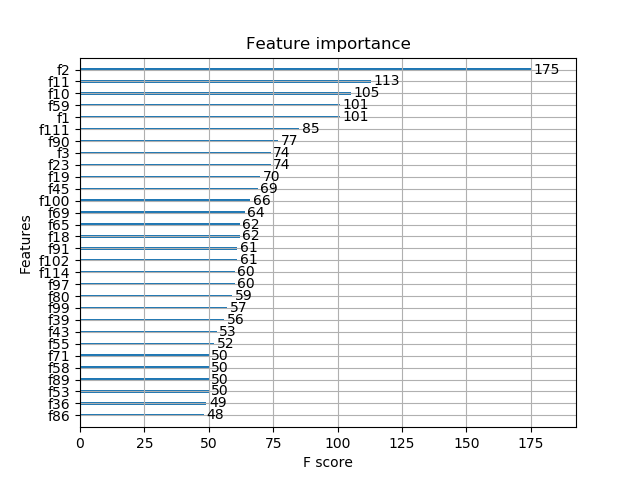 Feature importance
f2 175
f11 113
f10 105
f59 101
f1 101
f111 85
f90 77
f3 74
f23 74
f19 70
f45 69
f100 66
f69 64
f65 62
f18 62
f91 61
f102 61
f114 60
f97 60
f80 59
f99 57
f39 56
f43 53
f55 52
f71 50
f58 50
f89 50
f53 50
f36 49
f86 48
Features
0 25 50 75 100 125 150 175
F score